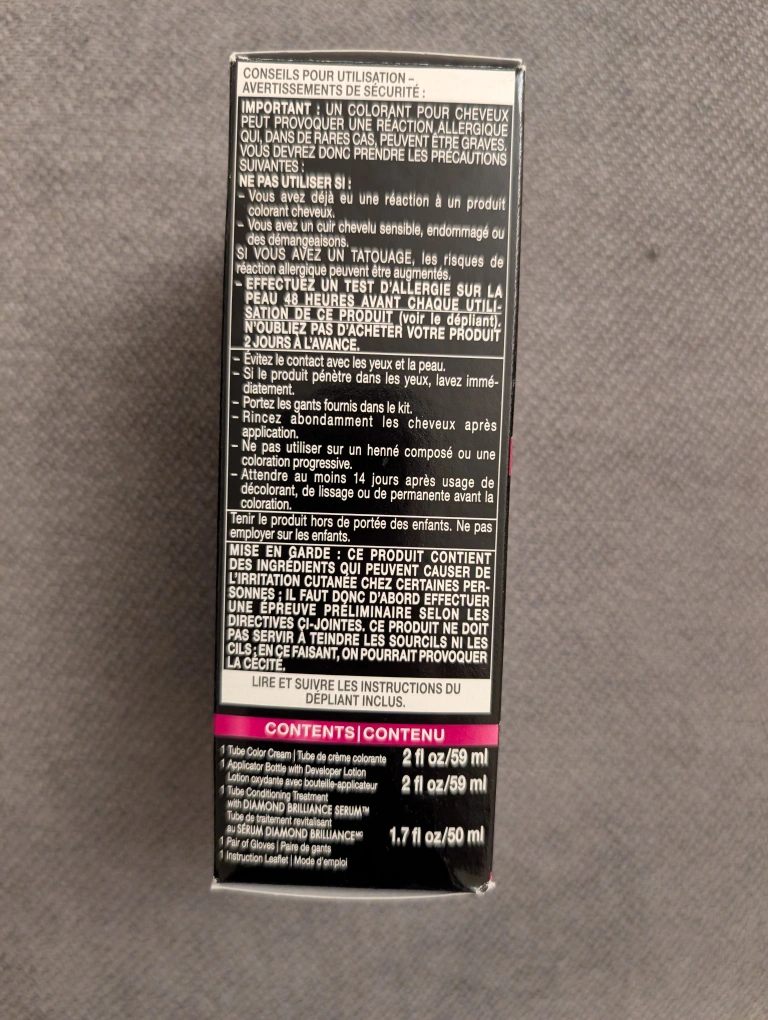 CONSEILS POUR UTILISATION –
AVERTISSEMENTS DE SÉCURITÉ :
IMPORTANT : UN COLORANT POUR CHEVEUX
PEUT PROVOQUER UNE RÉACTION ALLERGIQUE
QUI, DANS DE RARES CAS, PEUVENT ÊTRE GRAVES.
VOUS DEVREZ DONC PRENDRE LES PRÉCAUTIONS
SUIVANTES :
NE PAS UTILISER SI :
– Vous avez déjà eu une réaction à un produit
colorant cheveux.
– Vous avez un cuir chevelu sensible, endommagé ou
des démangeaisons.
SI VOUS AVEZ UN TATOUAGE, les risques de
réaction allergique peuvent être augmentés.
– EFFECTUEZ UN TEST D'ALLERGIE SUR LA
PEAU 48 HEURES AVANT CHAQUE UTILI-
SATION DE CE PRODUIT (voir le dépliant).
N'OUBLIEZ PAS D'ACHETER VOTRE PRODUIT
2 JOURS À L'AVANCE.
– Évitez le contact avec les yeux et la peau.
– Si le produit pénètre dans les yeux, lavez immé-
diatement.
– Portez les gants fournis dans le kit.
– Rincez abondamment les cheveux après
application.
– Ne pas utiliser sur un henné composé ou une
coloration progressive.
– Attendre au moins 14 jours après usage de
décolorant, de lissage ou de permanente avant la
coloration.
Tenir le produit hors de portée des enfants. Ne pas
employer sur les enfants.
MISE EN GARDE : CE PRODUIT CONTIENT
DES INGRÉDIENTS QUI PEUVENT CAUSER DE
L'IRRITATION CUTANÉE CHEZ CERTAINES PER-
SONNES ; IL FAUT DONC D'ABORD EFFECTUER
UNE ÉPREUVE PRÉLIMINAIRE SELON LES
DIRECTIVES CI-JOINTES. CE PRODUIT NE DOIT
PAS SERVIR À TEINDRE LES SOURCILS NI LES
CILS ; EN CE FAISANT, ON POURRAIT PROVOQUER
LA CÉCITÉ.
LIRE ET SUIVRE LES INSTRUCTIONS DU
DÉPLIANT INCLUS.
CONTENTS | CONTENU
1 Tube Color Cream | Tube de crème colorante 2 fl oz/59 ml
1 Applicator Bottle with Developer Lotion
Lotion oxydante avec bouteille-applicateur 2 fl oz/59 ml
1 Tube Conditioning Treatment
with DIAMOND BRILLIANCE SERUM™
Tube de traitement revitalisant
au SÉRUM DIAMOND BRILLIANCE MC 1.7 fl oz/50 ml
1 Pair of Gloves | Paire de gants
1 Instruction Leaflet | Mode d'emploi